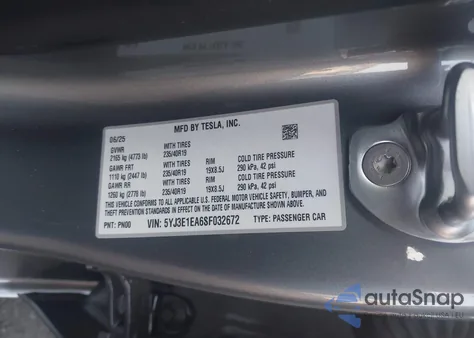 MFD BY TESLA, INC.
05/25
GVWR
2165 kg (4773 lb)
GAWR FRT
1110 kg (2447 lb)
GAWR RR
1260 kg (2778 lb)
WITH TIRES
235/40R19
WITH TIRES
235/40R19
WITH TIRES
235/40R19
RIM
19X8.5J
RIM
19X8.5J
COLD TIRE PRESSURE
290 kPa, 42 psi
COLD TIRE PRESSURE
290 kPa, 42 psi
THIS VEHICLE CONFORMS TO ALL APPLICABLE
U.S. FEDERAL MOTOR VEHICLE SAFETY, BUMPER, AND
THEFT PREVENTION STANDARDS IN EFFECT ON THE DATE OF MANUFACTURE
PNT: PN00 VIN: 5YJ3E1EA6SF032672 TYPE: PASSENGER CAR
autoSnap